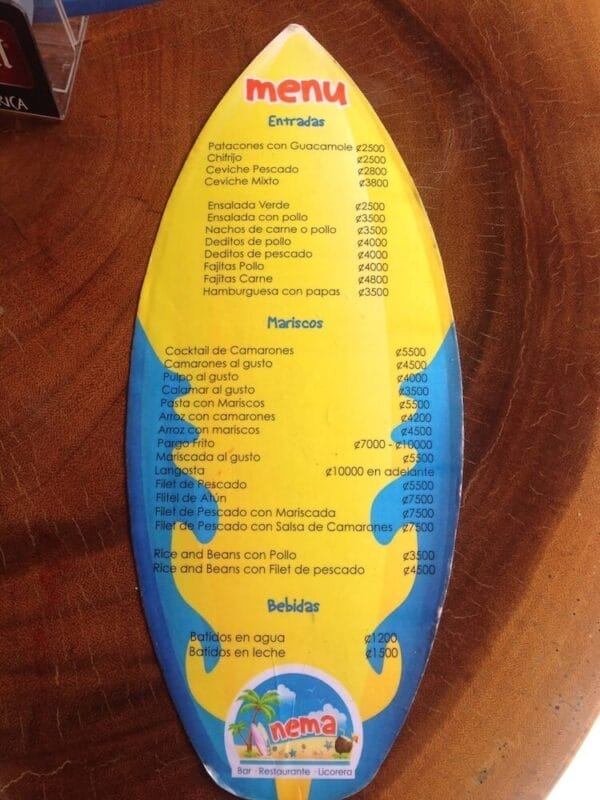 RICA
menu
Entradas
Patacones con Guacamole ₡2500
Chifrijo ₡2500
Ceviche Pescado ₡2800
Ceviche Mixto ₡3800
Ensalada Verde ₡2500
Ensalada con pollo ₡3500
Nachos de carne o pollo ₡3500
Deditos de pollo ₡4000
Deditos de pescado ₡4000
Fajitas Pollo ₡4000
Fajitas Carne ₡4800
Hamburguesa con papas ₡3500
Mariscos
Cocktail de Camarones ₡5500
Camarones al gusto ₡4500
Pulpo al gusto ₡4000
Calamar al gusto ₡3500
Pasta con Mariscos ₡5500
Arroz con camarones ₡4200
Arroz con mariscos ₡4500
Pargo Frito ₡7000 - ₡10000
Mariscada al gusto ₡5500
Langosta ₡10000 en adelante
Filet de Pescado ₡5500
Flitel de Atún ₡7500
Filet de Pescado con Mariscada ₡7500
Filet de Pescado con Salsa de Camarones ₡7500
Rice and Beans con Pollo ₡3500
Rice and Beans con Filet de pescado ₡4500
Bebidas
Batidos en agua ₡1200
Batidos en leche ₡1500
nema
Bar · Restaurante · Licorera